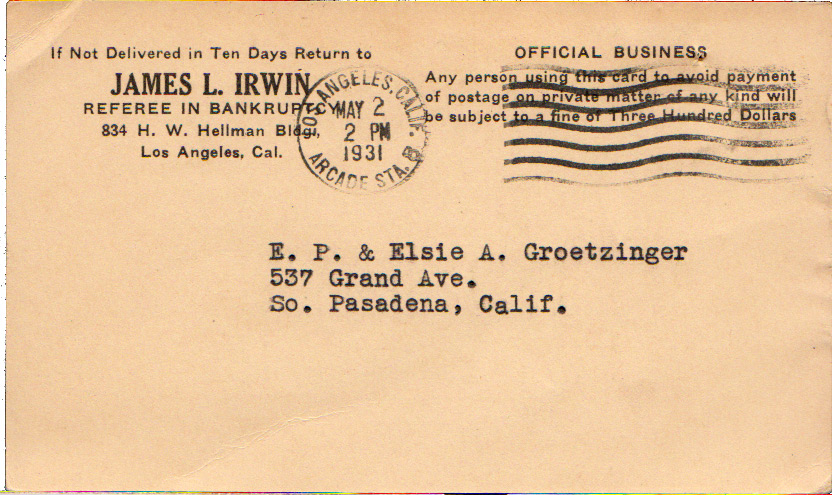 If Not Delivered in Ten Days Return to
JAMES L. IRWIN
REFEREE IN BANKRUPTCY
834 H. W. Hellman Bldg.,
Los Angeles, Cal.
LOS ANGELES, CALIF.
MAY 2
2 PM
1931
ARCADE STA. B
OFFICIAL BUSINESS
Any person using this card to avoid payment
of postage on private matter of any kind will
be subject to a fine of Three Hundred Dollars
E. P. & Elsie A. Groetzinger
537 Grand Ave.
So. Pasadena, Calif.